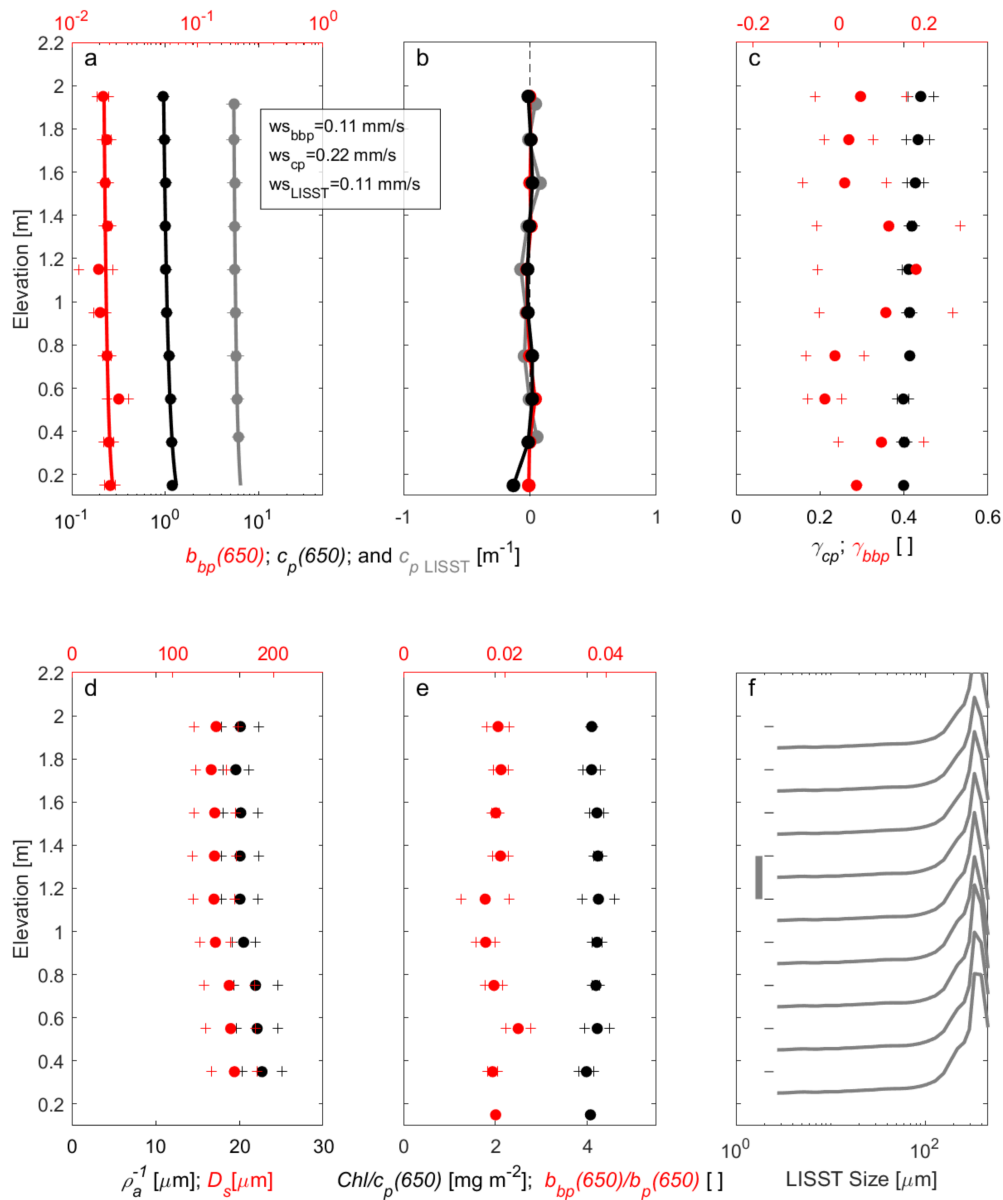 10^-2 10^-1 10^0
-0.2 0 0.2
a
b
c
2.2
2
1.8
1.6
1.4
1.2
1
0.8
0.6
0.4
0.2
Elevation [m]
ws_bbp=0.11 mm/s
ws_cp=0.22 mm/s
ws_LISST=0.11 mm/s
10^-1 10^0 10^1
-1 0 1
0 0.2 0.4 0.6
b_bp(650); c_p(650); and c_p LISST [m^-1]
γ_cp; γ_bbp [ ]
0 100 200
0 0.02 0.04
d
e
f
2.2
2
1.8
1.6
1.4
1.2
1
0.8
0.6
0.4
0.2
Elevation [m]
0 10 20 30
0 2 4
10^0 10^2
ρ_a^-1 [μm]; D_s[μm]
Chl/c_p(650) [mg m^-2]; b_bp(650)/b_p(650) [ ]
LISST Size [μm]